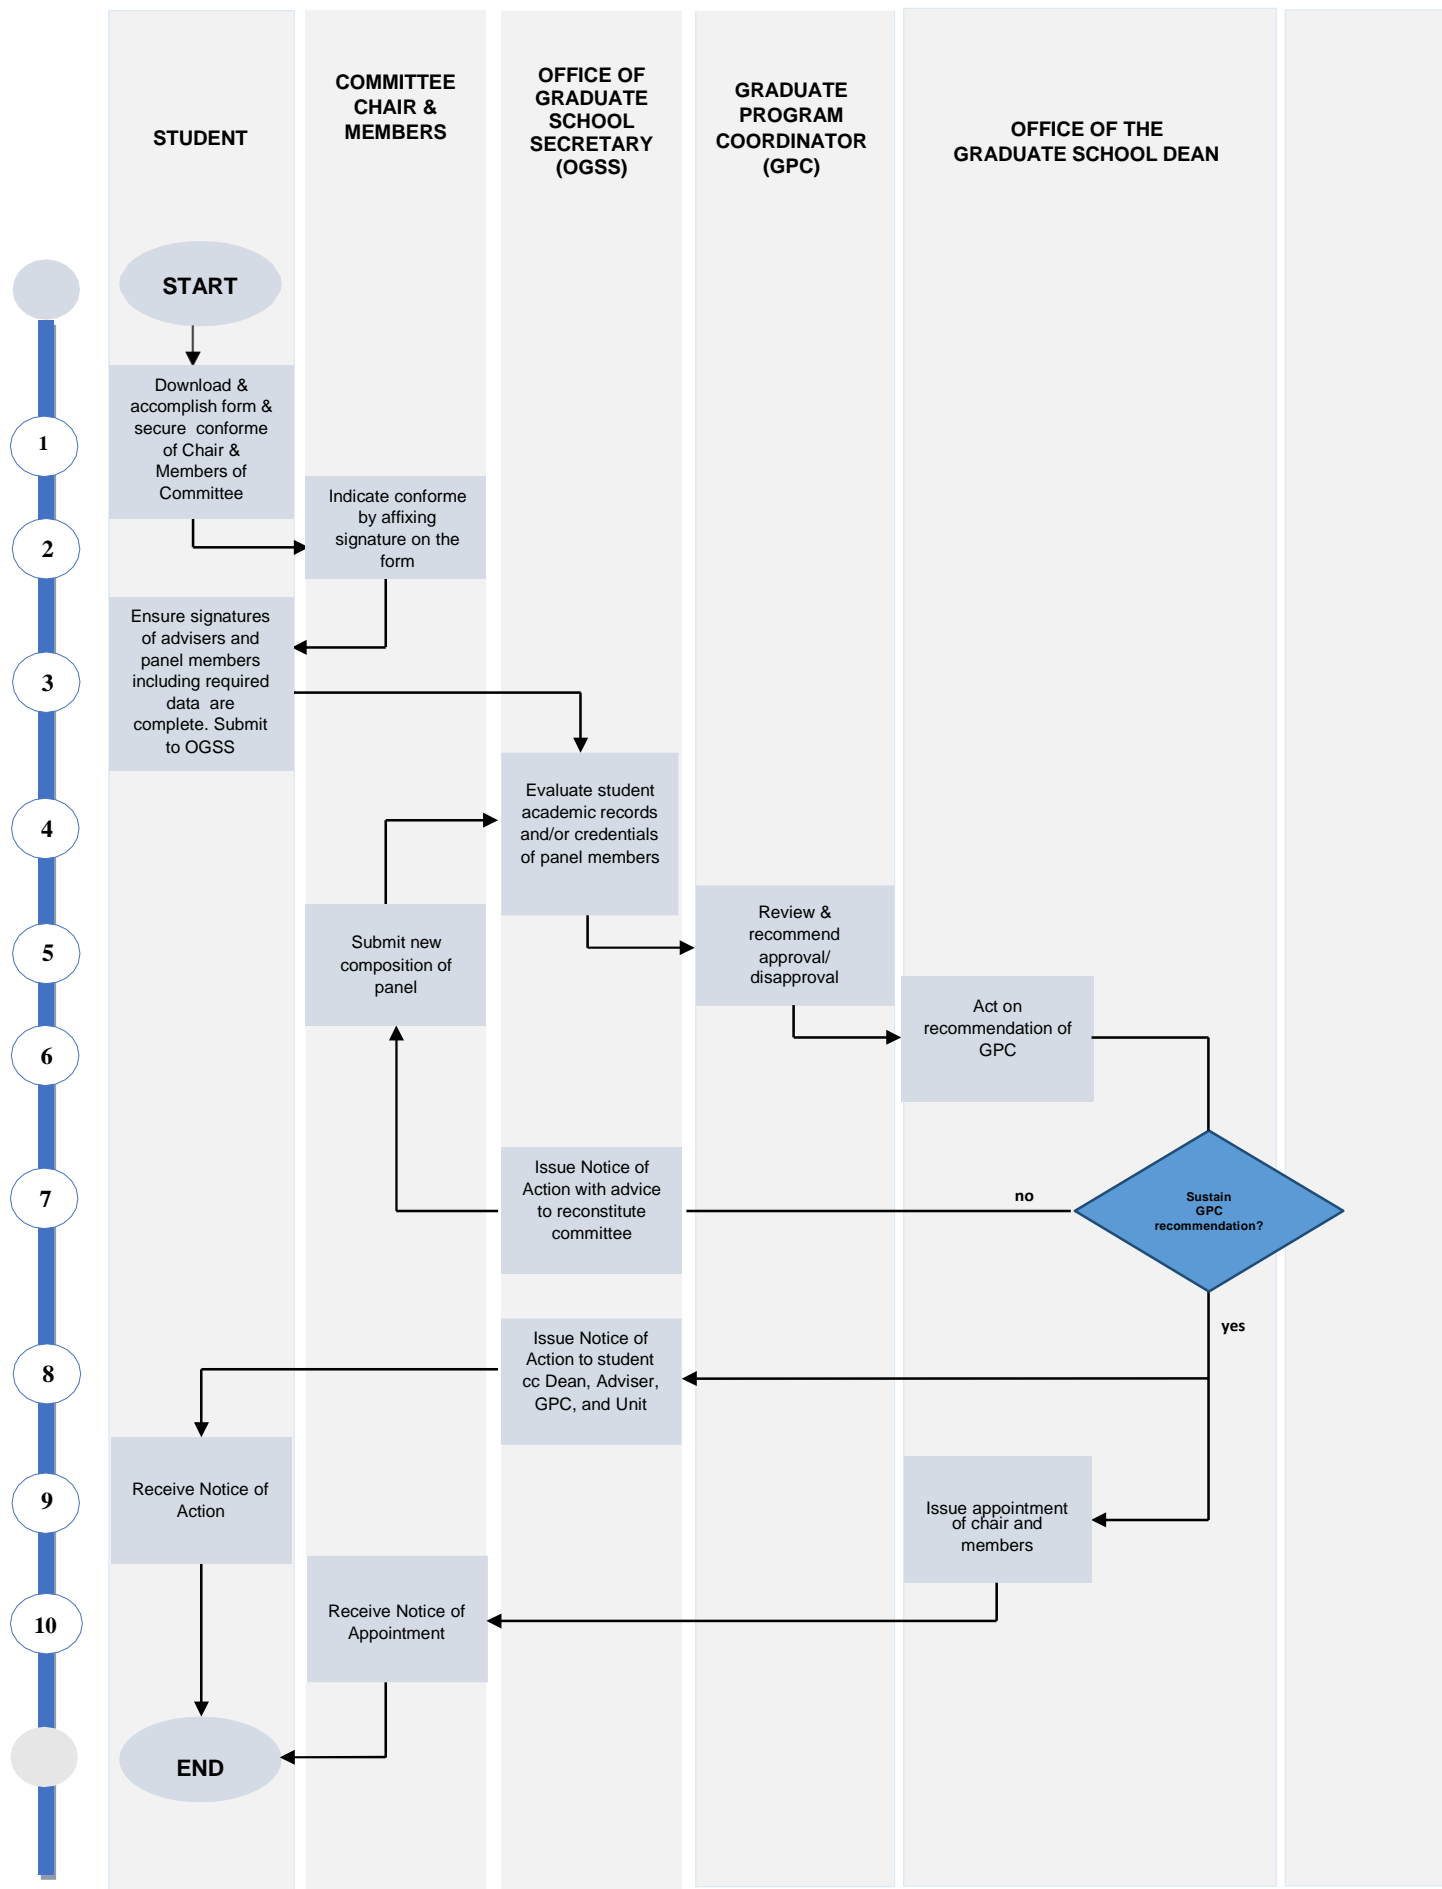 STUDENT
COMMITTEE
CHAIR &
MEMBERS
OFFICE OF
GRADUATE
SCHOOL
SECRETARY
(OGSS)
GRADUATE
PROGRAM
COORDINATOR
(GPC)
OFFICE OF THE
GRADUATE SCHOOL DEAN
START
1
Download &
accomplish form &
secure conforme
of Chair &
Members of
Committee
2
Indicate conforme
by affixing
signature on the
form
3
Ensure signatures
of advisers and
panel members
including required
data are
complete. Submit
to OGSS
4
Evaluate student
academic records
and/or credentials
of panel members
5
Submit new
composition of
panel
Review &
recommend
approval/
disapproval
6
Act on
recommendation of
GPC
7
Issue Notice of
Action with advice
to reconstitute
committee
no
Sustain
GPC
recommendation?
yes
8
Issue Notice of
Action to student
cc Dean, Adviser,
GPC, and Unit
9
Receive Notice of
Action
Issue appointment
of chair and
members
10
Receive Notice of
Appointment
END